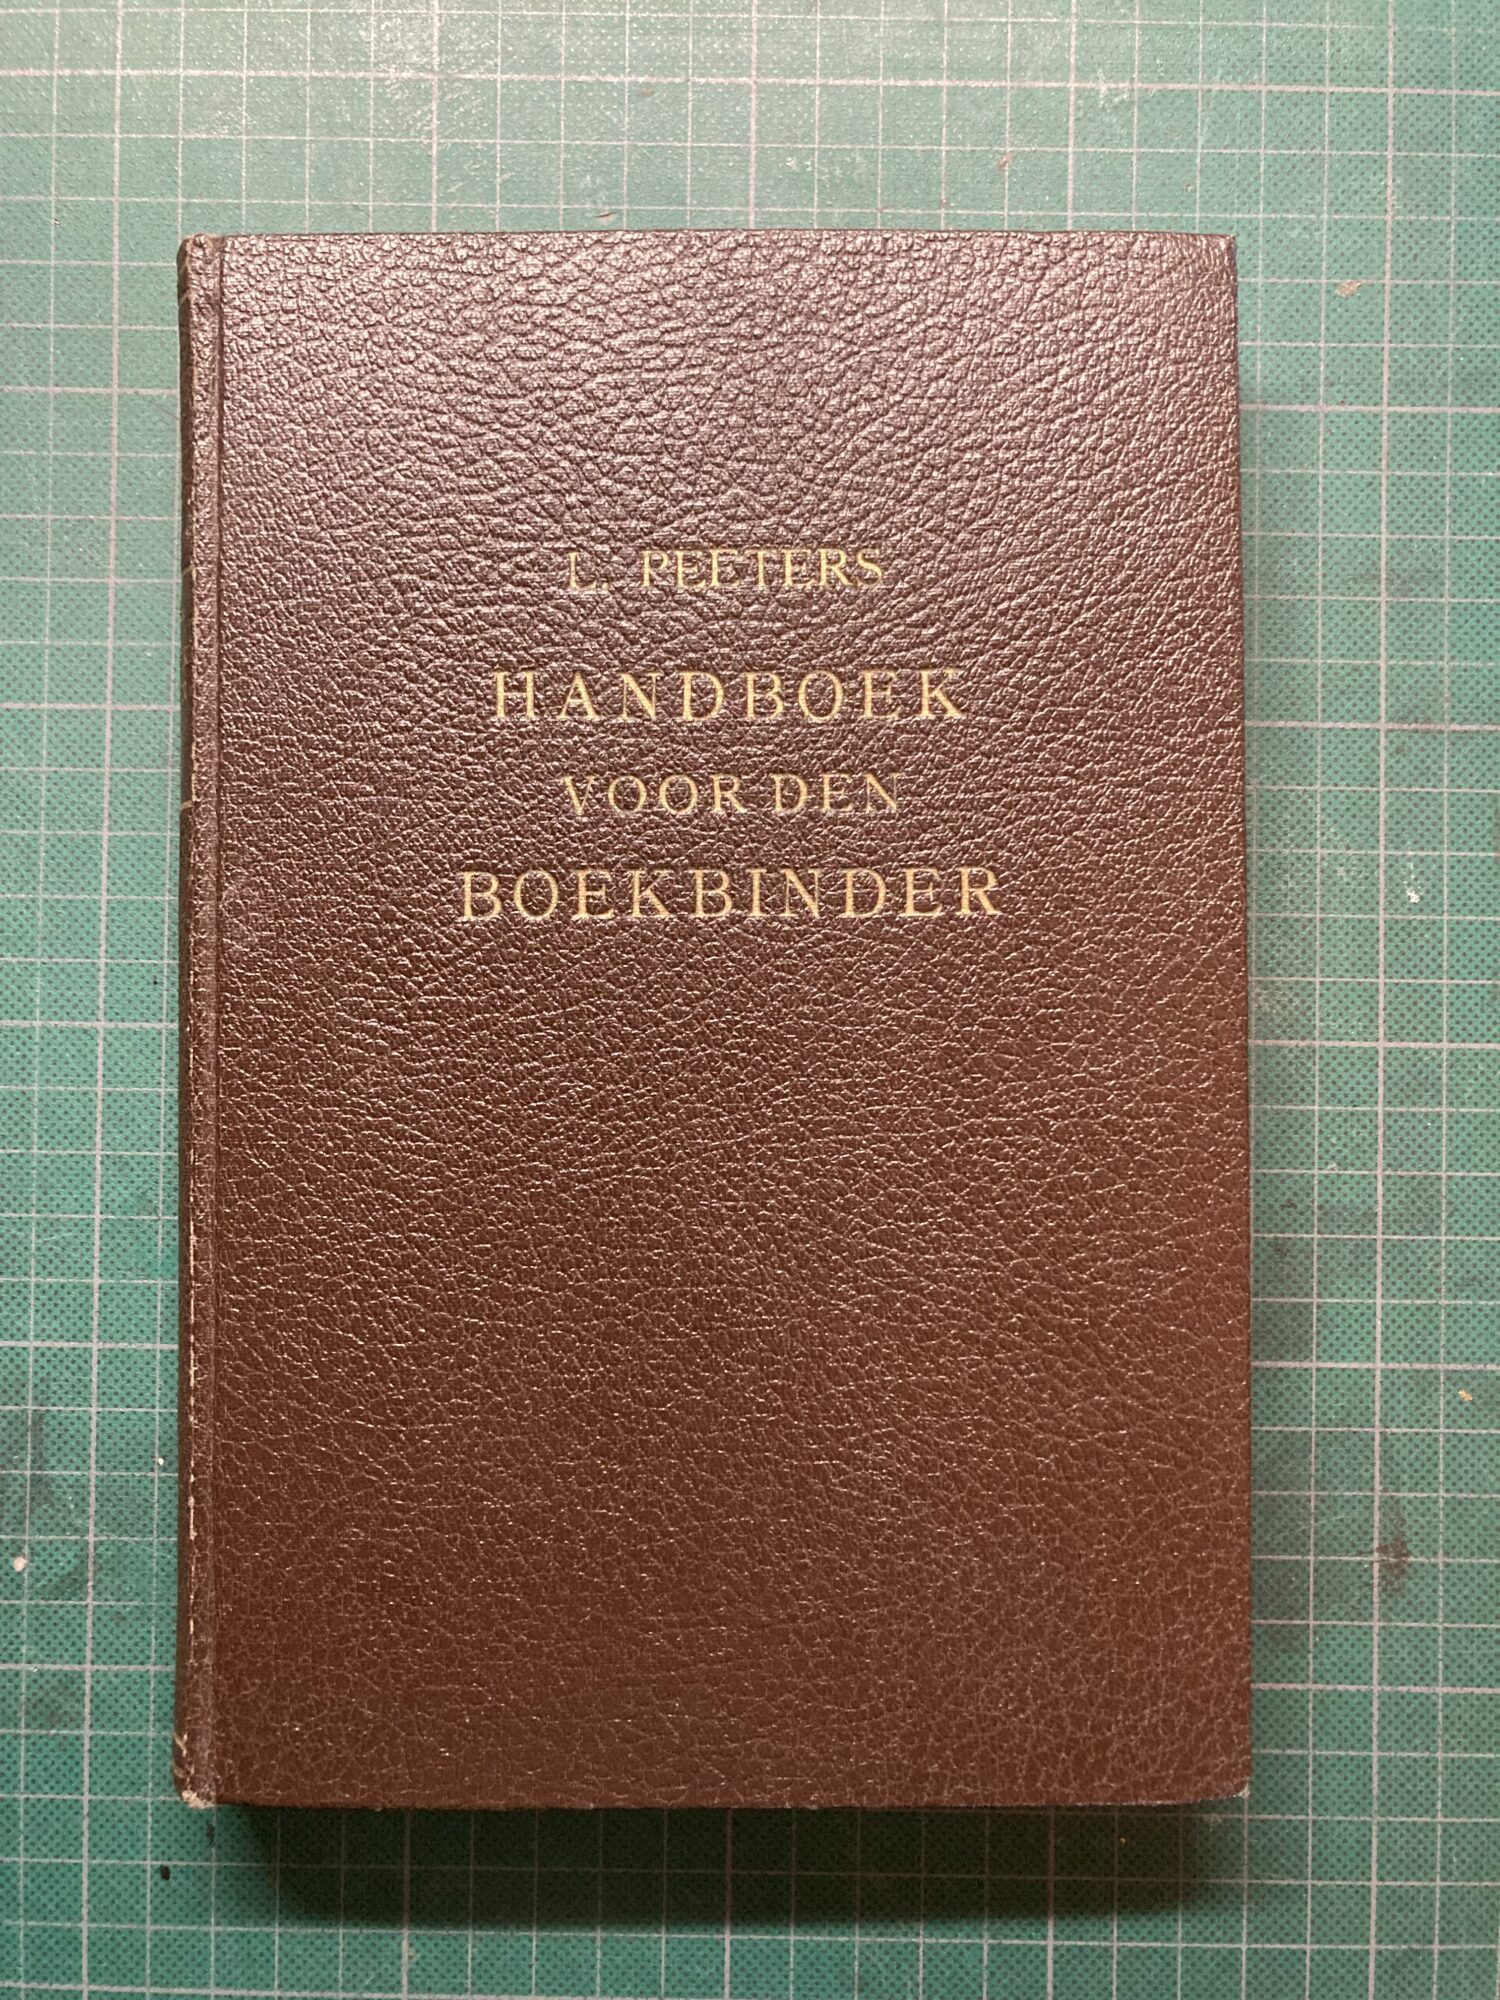 L. PEETERS
HANDBOEK
VOOR DEN
BOEKBINDER